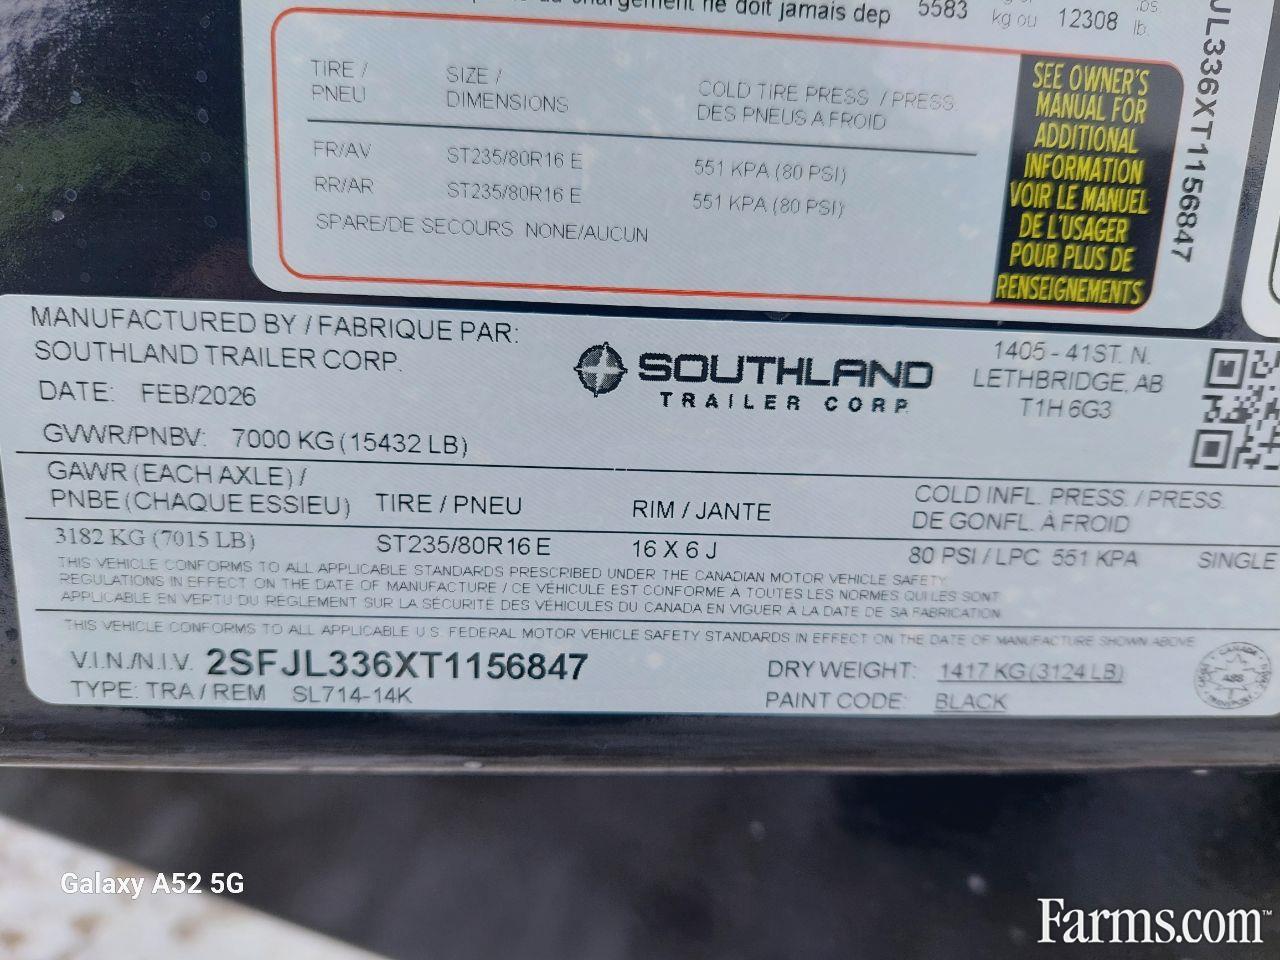 ne doit jamais dep 5583 kg ou 12308 lb.
TIRE / PNEU
SIZE / DIMENSIONS
COLD TIRE PRESS / PRESS
DES PNEUS A FROID
FR/AV ST235/80R16 E 551 KPA (80 PSI)
RR/AR ST235/80R16 E 551 KPA (80 PSI)
SPARE/DE SECOURS NONE/AUCUN
SEE OWNER'S
MANUAL FOR
ADDITIONAL
INFORMATION
VOIR LE MANUEL
DE L'USAGER
POUR PLUS DE
RENSEIGNEMENTS
JL336XT1156847
MANUFACTURED BY / FABRIQUE PAR:
SOUTHLAND TRAILER CORP.
DATE: FEB/2026
GVWR/PNBV: 7000 KG (15432 LB)
SOUTHLAND
TRAILER CORP.
1405 - 41ST. N.
LETHBRIDGE, AB
T1H 6G3
GAWR (EACH AXLE) /
PNBE (CHAQUE ESSIEU) TIRE / PNEU RIM / JANTE
COLD INFL. PRESS. / PRESS.
DE GONFL. À FROID
3182 KG (7015 LB) ST235/80R16 E 16 X 6 J 80 PSI / LPC 551 KPA SINGLE
THIS VEHICLE CONFORMS TO ALL APPLICABLE STANDARDS PRESCRIBED UNDER THE CANADIAN MOTOR VEHICLE SAFETY
REGULATIONS IN EFFECT ON THE DATE OF MANUFACTURE / CE VÉHICULE EST CONFORME A TOUTES LES NORMES QUI LES SONT
APPLICABLE EN VERTU DU RÉGLEMENT SUR LA SÉCURITÉ DES VÉHICULES DU CANADA EN VIGUER À LA DATE DE SA FABRICATION
THIS VEHICLE CONFORMS TO ALL APPLICABLE U.S. FEDERAL MOTOR VEHICLE SAFETY STANDARDS IN EFFECT ON THE DATE OF MANUFACTURE SHOWN ABOVE
V.I.N./N.I.V. 2SFJL336XT1156847
DRY WEIGHT: 1417 KG (3124 LB)
TYPE: TRA / REM SL714-14K
PAINT CODE: BLACK
CANADA
Galaxy A52 5G
Farms.com™